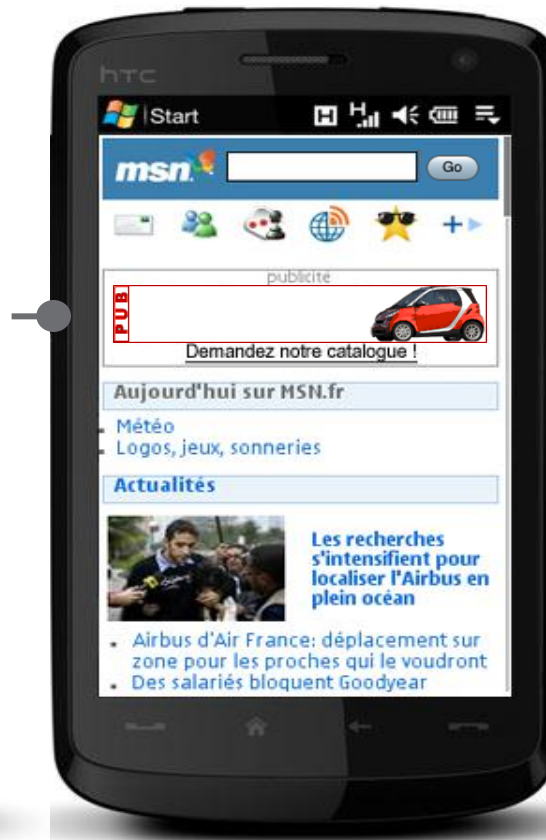 hTC
Start
H
H
msn
Go
publicité
PUB
Demandez notre catalogue !
Aujourd'hui sur MSN.fr
Météo
Logos, jeux, sonneries
Actualités
Les recherches
s'intensifient pour
localiser l'Airbus en
plein océan
Airbus d'Air France: déplacement sur
zone pour les proches qui le voudront
Des salariés bloquent Goodyear